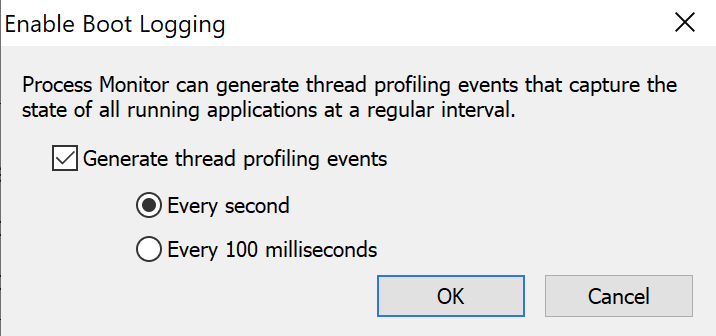 Enable Boot Logging
Process Monitor can generate thread profiling events that capture the
state of all running applications at a regular interval.
Generate thread profiling events
Every second
Every 100 milliseconds
OK
Cancel